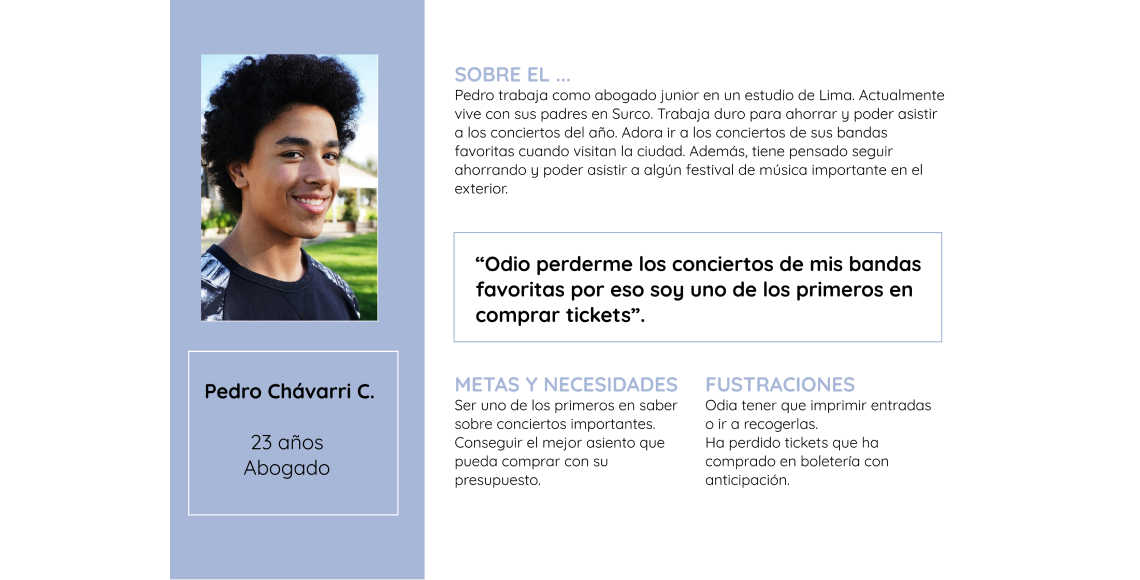 Pedro Chávarri C.
23 años
Abogado
SOBRE EL ...
Pedro trabaja como abogado junior en un estudio de Lima. Actualmente
vive con sus padres en Surco. Trabaja duro para ahorrar y poder asistir
a los conciertos del año. Adora ir a los conciertos de sus bandas
favoritas cuando visitan la ciudad. Además, tiene pensado seguir
ahorrando y poder asistir a algún festival de música importante en el
exterior.
“Odio perderme los conciertos de mis bandas
favoritas por eso soy uno de los primeros en
comprar tickets”.
METAS Y NECESIDADES
Ser uno de los primeros en saber
sobre conciertos importantes.
Conseguir el mejor asiento que
pueda comprar con su
presupuesto.
FUSTRACIONES
Odia tener que imprimir entradas
o ir a recogerlas.
Ha perdido tickets que ha
comprado en boletería con
anticipación.